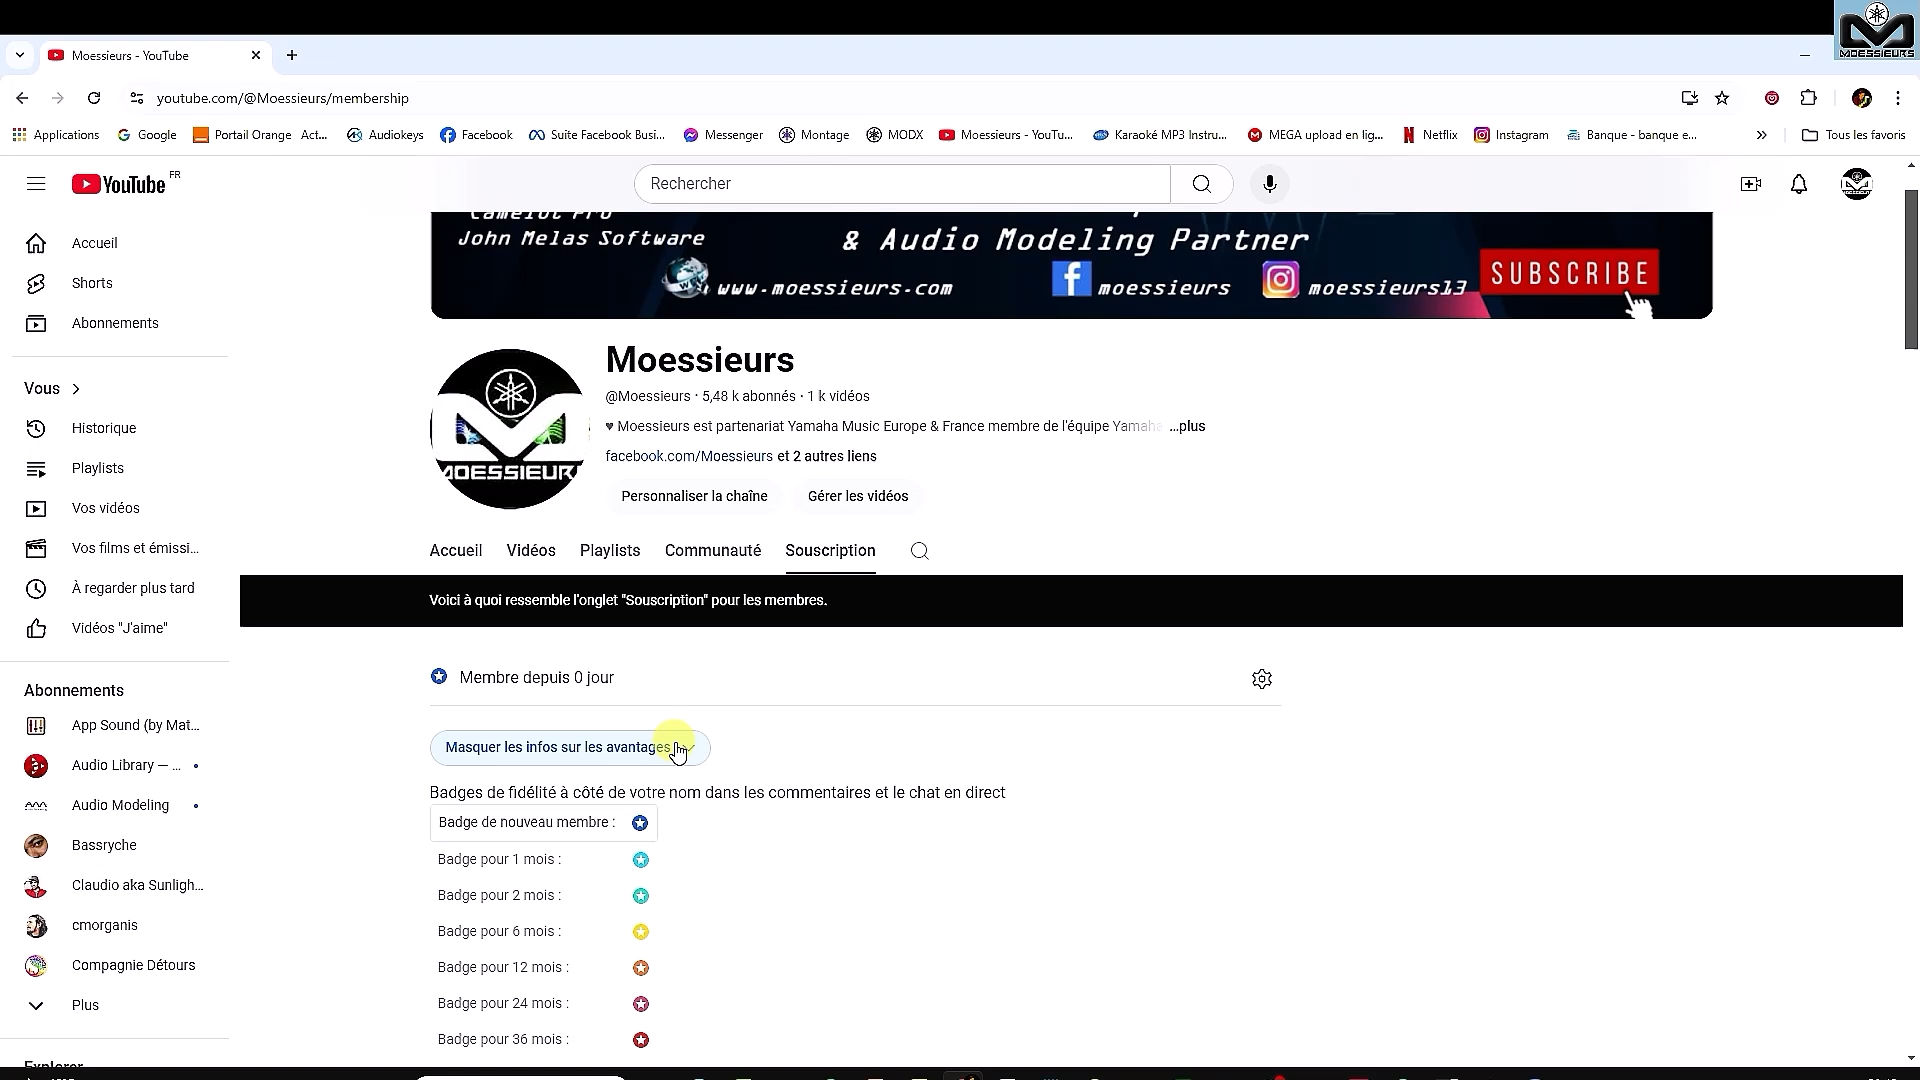 MOESSIEURS
Moessieurs - YouTube
youtube.com/@Moessieurs/membership
Applications
Google
Portail Orange Act...
Audiokeys
Facebook
Suite Facebook Busi...
Messenger
Montage
MODX
Moessieurs - YouTu...
Karaoké MP3 Instru...
MEGA upload en lig...
Netflix
Instagram
Banque - banque e...
Tous les favoris
YouTube FR
Rechercher
Camelot Pro
John Melas Software
& Audio Modeling Partner
www.moessieurs.com
moessieurs
moessieurs13
SUBSCRIBE
Accueil
Shorts
Abonnements
Vous
Historique
Playlists
Vos vidéos
Vos films et émissi...
À regarder plus tard
Vidéos "J'aime"
Abonnements
App Sound (by Mat...
Audio Library — ...
Audio Modeling
Bassryche
Claudio aka Sunligh...
cmorganis
Compagnie Détours
Plus
Explorer
MOESSIEURS
Moessieurs
@Moessieurs · 5,48 k abonnés · 1 k vidéos
♥ Moessieurs est partenariat Yamaha Music Europe & France membre de l'équipe Yamaha ...plus
facebook.com/Moessieurs et 2 autres liens
Personnaliser la chaîne
Gérer les vidéos
Accueil
Vidéos
Playlists
Communauté
Souscription
Voici à quoi ressemble l'onglet "Souscription" pour les membres.
Membre depuis 0 jour
Masquer les infos sur les avantages
Badges de fidélité à côté de votre nom dans les commentaires et le chat en direct
Badge de nouveau membre :
Badge pour 1 mois :
Badge pour 2 mois :
Badge pour 6 mois :
Badge pour 12 mois :
Badge pour 24 mois :
Badge pour 36 mois :